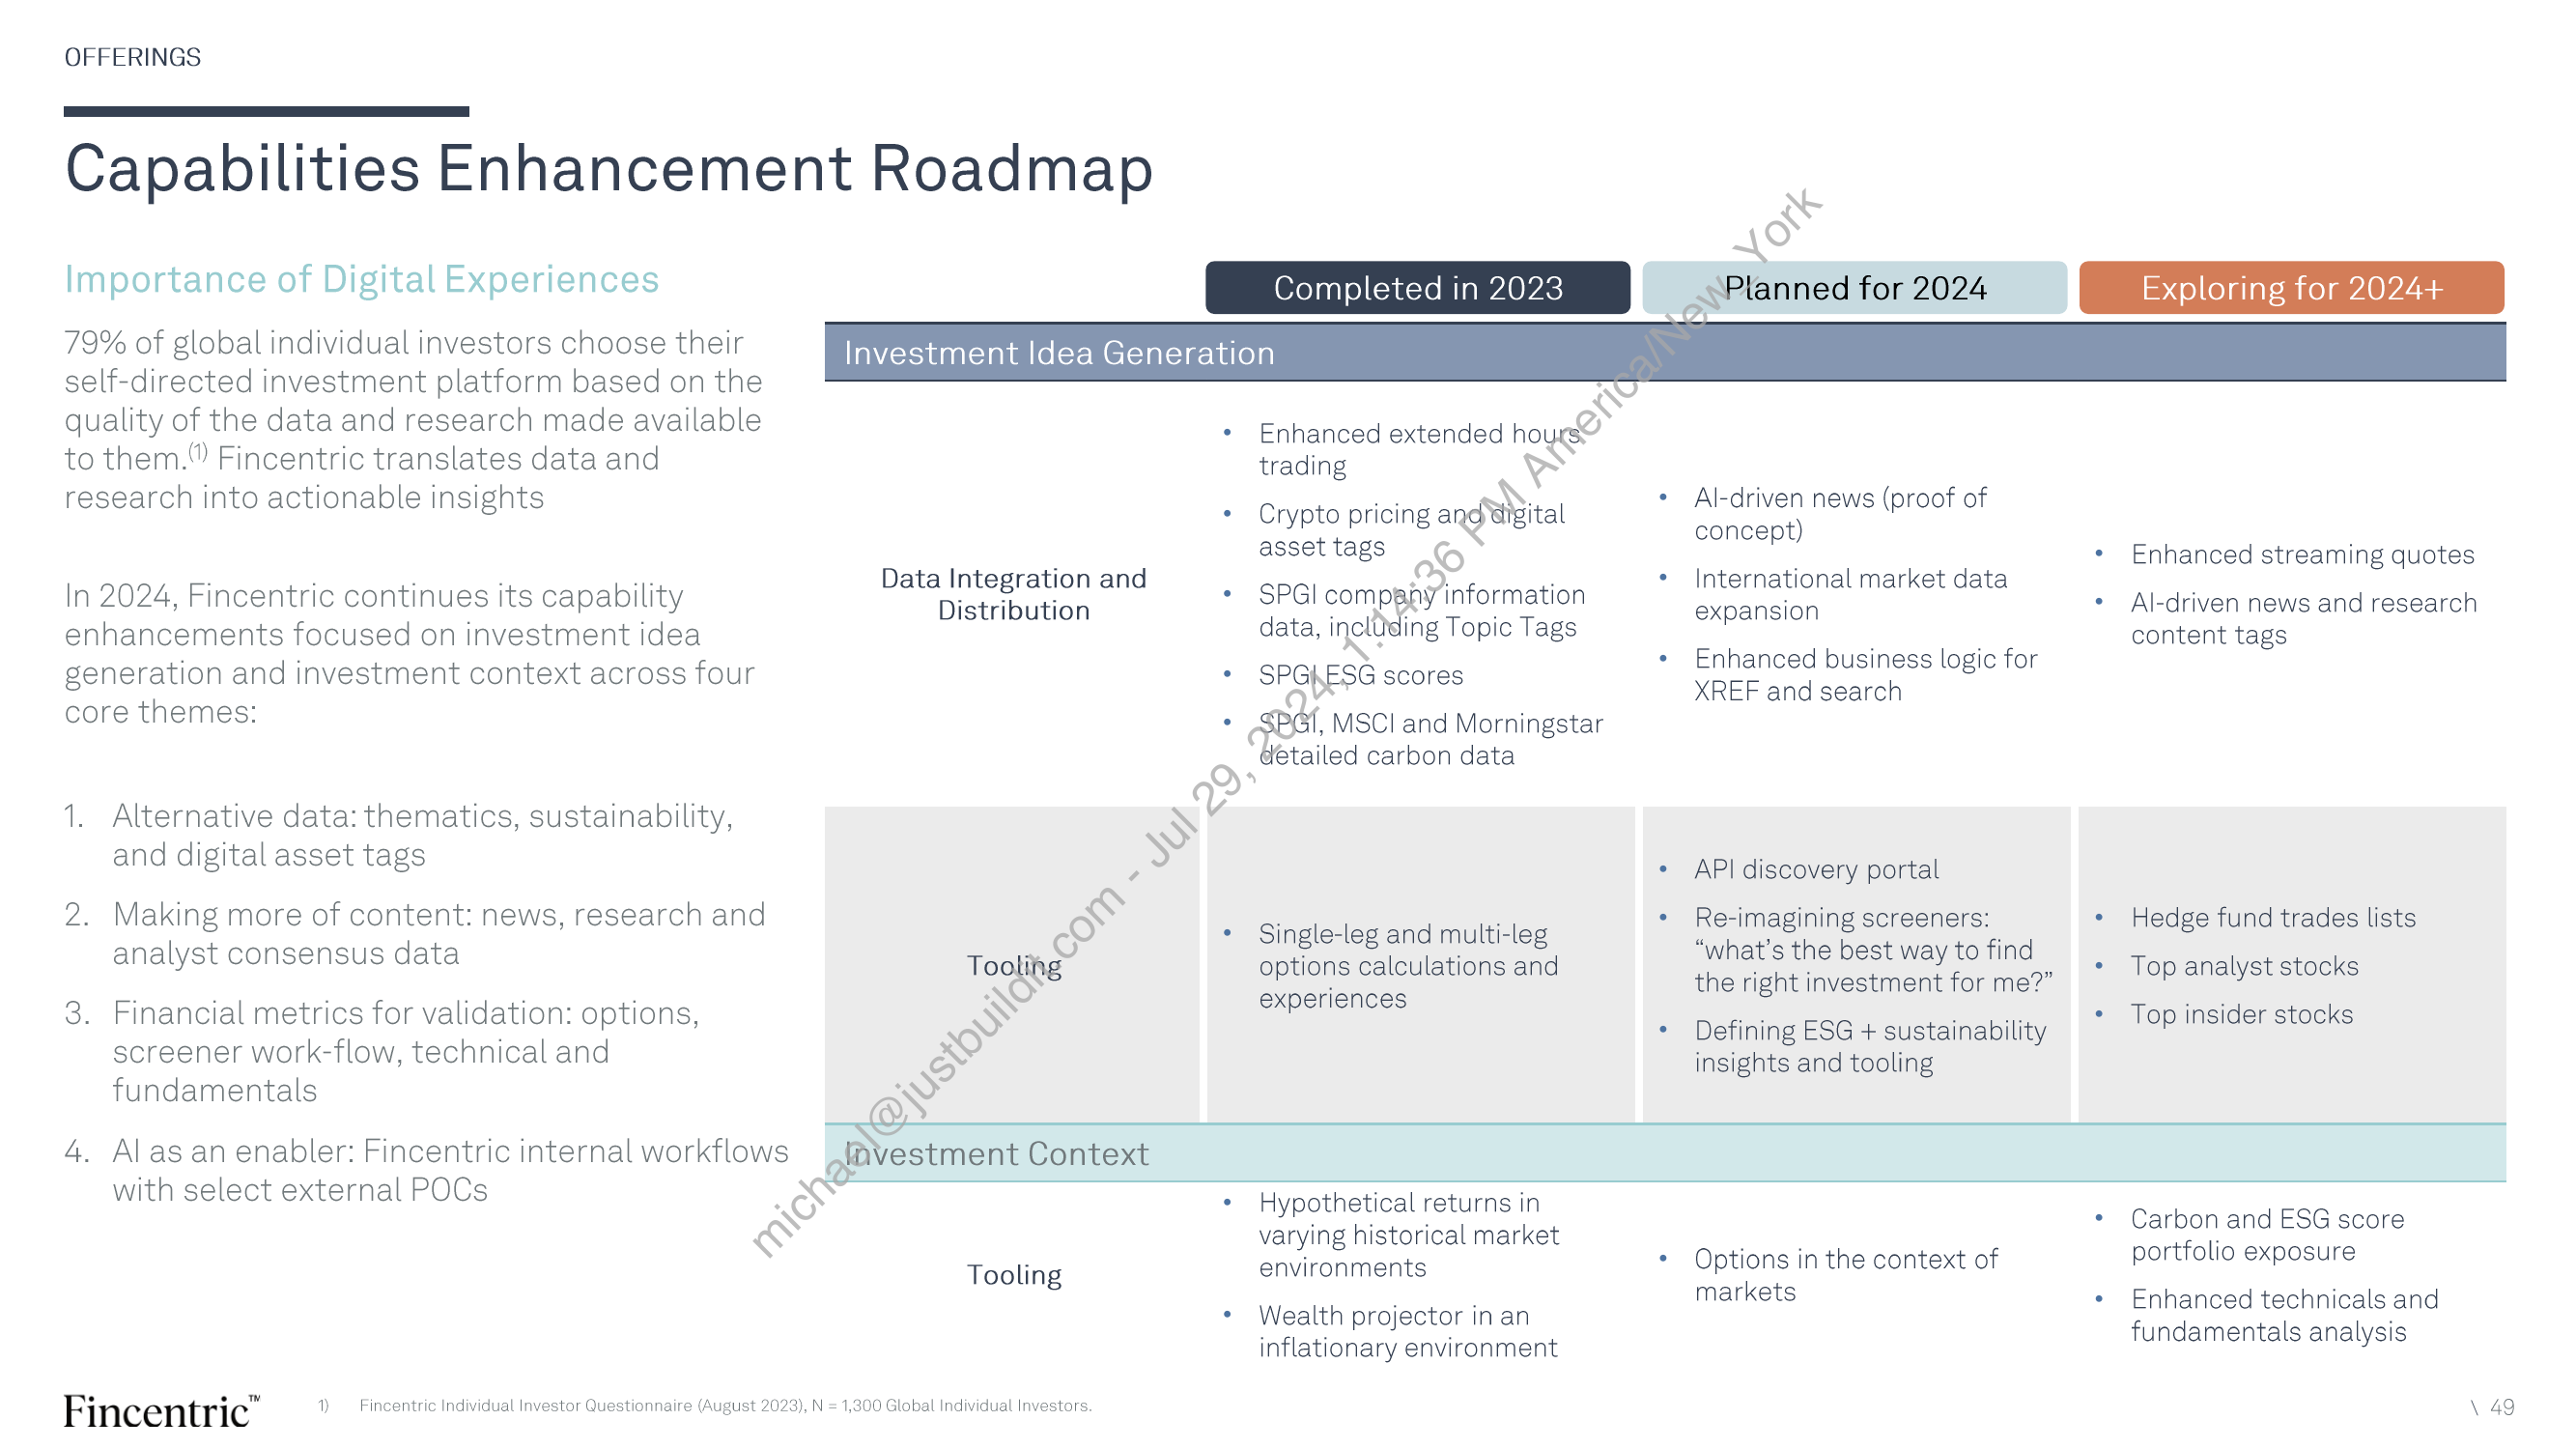 OFFERINGS
Capabilities Enhancement Roadmap
Importance of Digital Experiences
79% of global individual investors choose their
self-directed investment platform based on the
quality of the data and research made available
to them.(1) Fincentric translates data and
research into actionable insights
In 2024, Fincentric continues its capability
enhancements focused on investment idea
generation and investment context across four
core themes:
1. Alternative data: thematics, sustainability,
and digital asset tags
2. Making more of content: news, research and
analyst consensus data
3. Financial metrics for validation: options,
screener work-flow, technical and
fundamentals
4. AI as an enabler: Fincentric internal workflows
with select external POCs
Completed in 2023
Planned for 2024
Exploring for 2024+
Investment Idea Generation
Data Integration and
Distribution
• Enhanced extended hours
trading
• Crypto pricing and digital
asset tags
• SPGI company information
data, including Topic Tags
• SPGI ESG scores
• SPGI, MSCI and Morningstar
detailed carbon data
• AI-driven news (proof of
concept)
• International market data
expansion
• Enhanced business logic for
XREF and search
• Enhanced streaming quotes
• AI-driven news and research
content tags
Tooling
• Single-leg and multi-leg
options calculations and
experiences
• API discovery portal
• Re-imagining screeners:
“what’s the best way to find
the right investment for me?”
• Defining ESG + sustainability
insights and tooling
• Hedge fund trades lists
• Top analyst stocks
• Top insider stocks
Investment Context
Tooling
• Hypothetical returns in
varying historical market
environments
• Wealth projector in an
inflationary environment
• Options in the context of
markets
• Carbon and ESG score
portfolio exposure
• Enhanced technicals and
fundamentals analysis
michael@justbuildit.com - Jul 29, 2024, 1:14:36 PM America/New_York
Fincentric™
1) Fincentric Individual Investor Questionnaire (August 2023), N = 1,300 Global Individual Investors.
\ 49